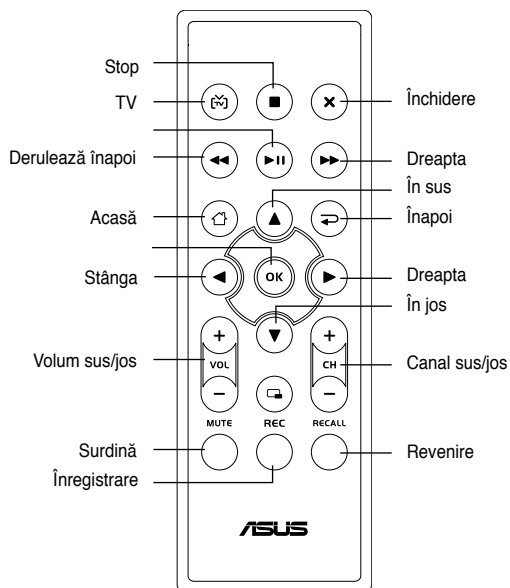 Stop
TV
Închidere
Derulează înapoi
Dreapta
În sus
Acasă
Înapoi
OK
Stânga
Dreapta
În jos
+
+
Volum sus/jos
VOL
CH
Canal sus/jos
−
−
MUTE
REC
RECALL
Surdină
Revenire
Înregistrare
ASUS